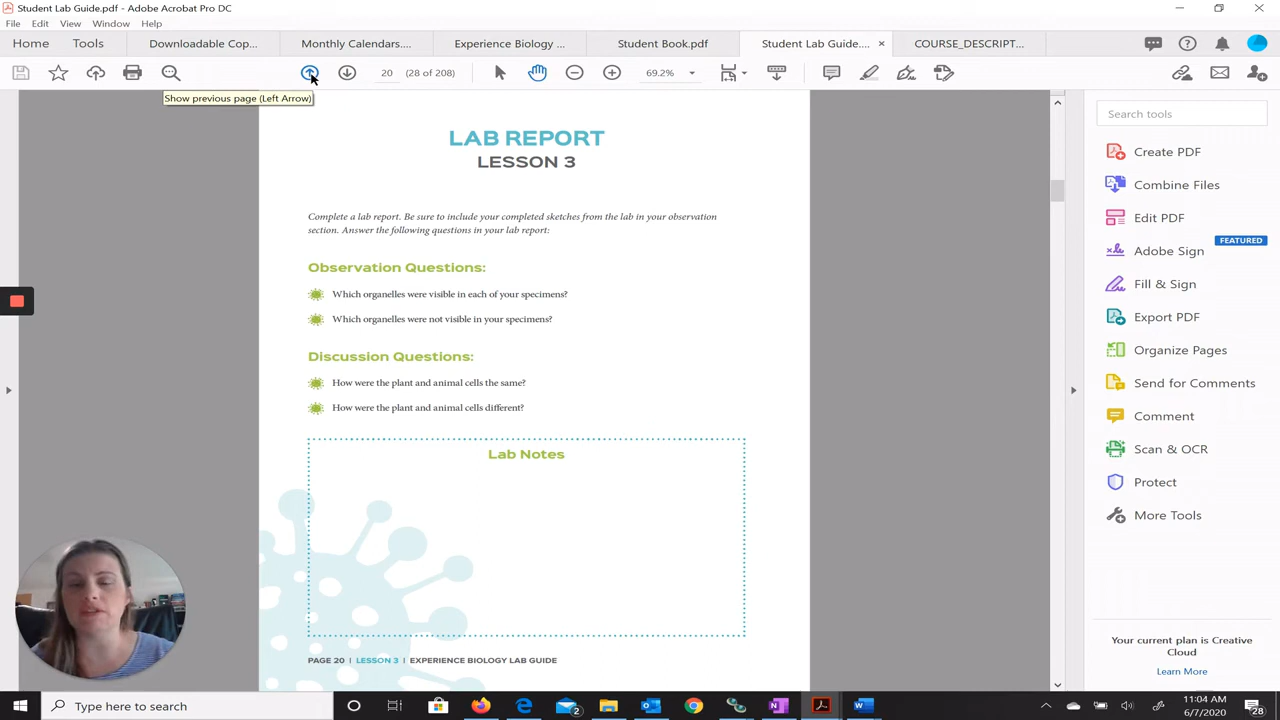 Student Lab Guide.pdf - Adobe Acrobat Pro DC
File Edit View Window Help
Home Tools Downloadable Cop... Monthly Calendars.... Experience Biology ... Student Book.pdf Student Lab Guide.... × COURSE_DESCRIPT...
20 (28 of 208) 69.2%
Show previous page (Left Arrow)
LAB REPORT
LESSON 3
Complete a lab report. Be sure to include your completed sketches from the lab in your observation
section. Answer the following questions in your lab report:
Observation Questions:
Which organelles were visible in each of your specimens?
Which organelles were not visible in your specimens?
Discussion Questions:
How were the plant and animal cells the same?
How were the plant and animal cells different?
Lab Notes
PAGE 20 | LESSON 3 | EXPERIENCE BIOLOGY LAB GUIDE
Search tools
Create PDF
Combine Files
Edit PDF
FEATURED
Adobe Sign
Fill & Sign
Export PDF
Organize Pages
Send for Comments
Comment
Scan & OCR
Protect
More Tools
Your current plan is Creative
Cloud
Learn More
Type here to search
2
11:04 AM
6/7/2020
28